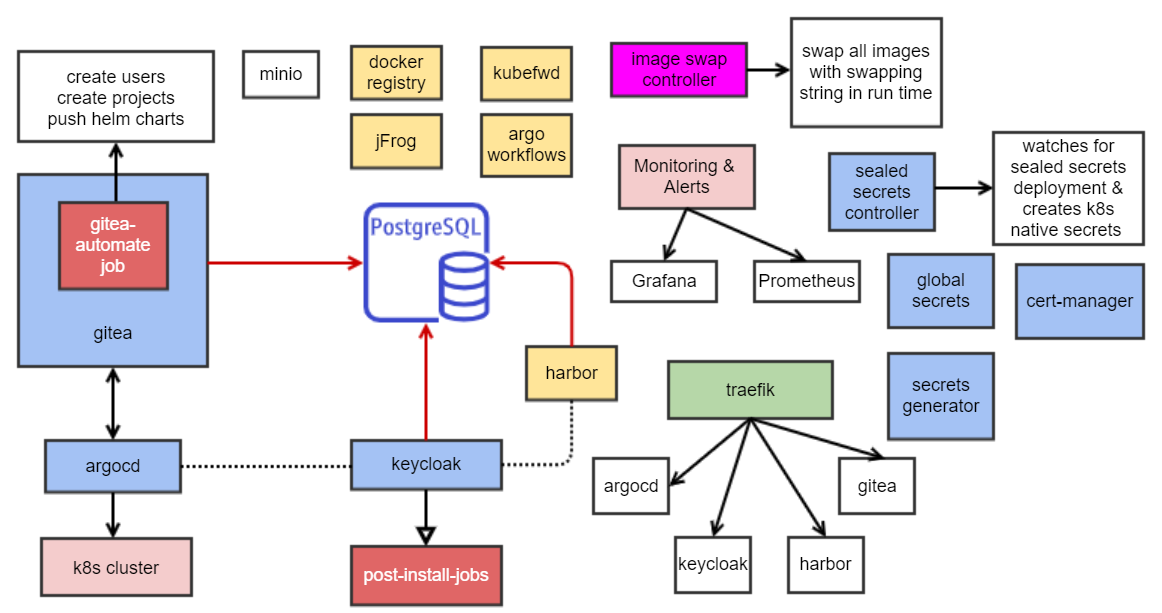 create users
create projects
push helm charts
minio
docker
registry
kubefwd
jFrog
argo
workflows
image swap
controller
swap all images
with swapping
string in run time
Monitoring &
Alerts
Grafana
Prometheus
sealed
secrets
controller
watches for
sealed secrets
deployment &
creates k8s
native secrets
global
secrets
cert-manager
secrets
generator
gitea-
automate
job
gitea
PostgreSQL
harbor
argocd
keycloak
k8s cluster
post-install-jobs
traefik
argocd
keycloak
harbor
gitea